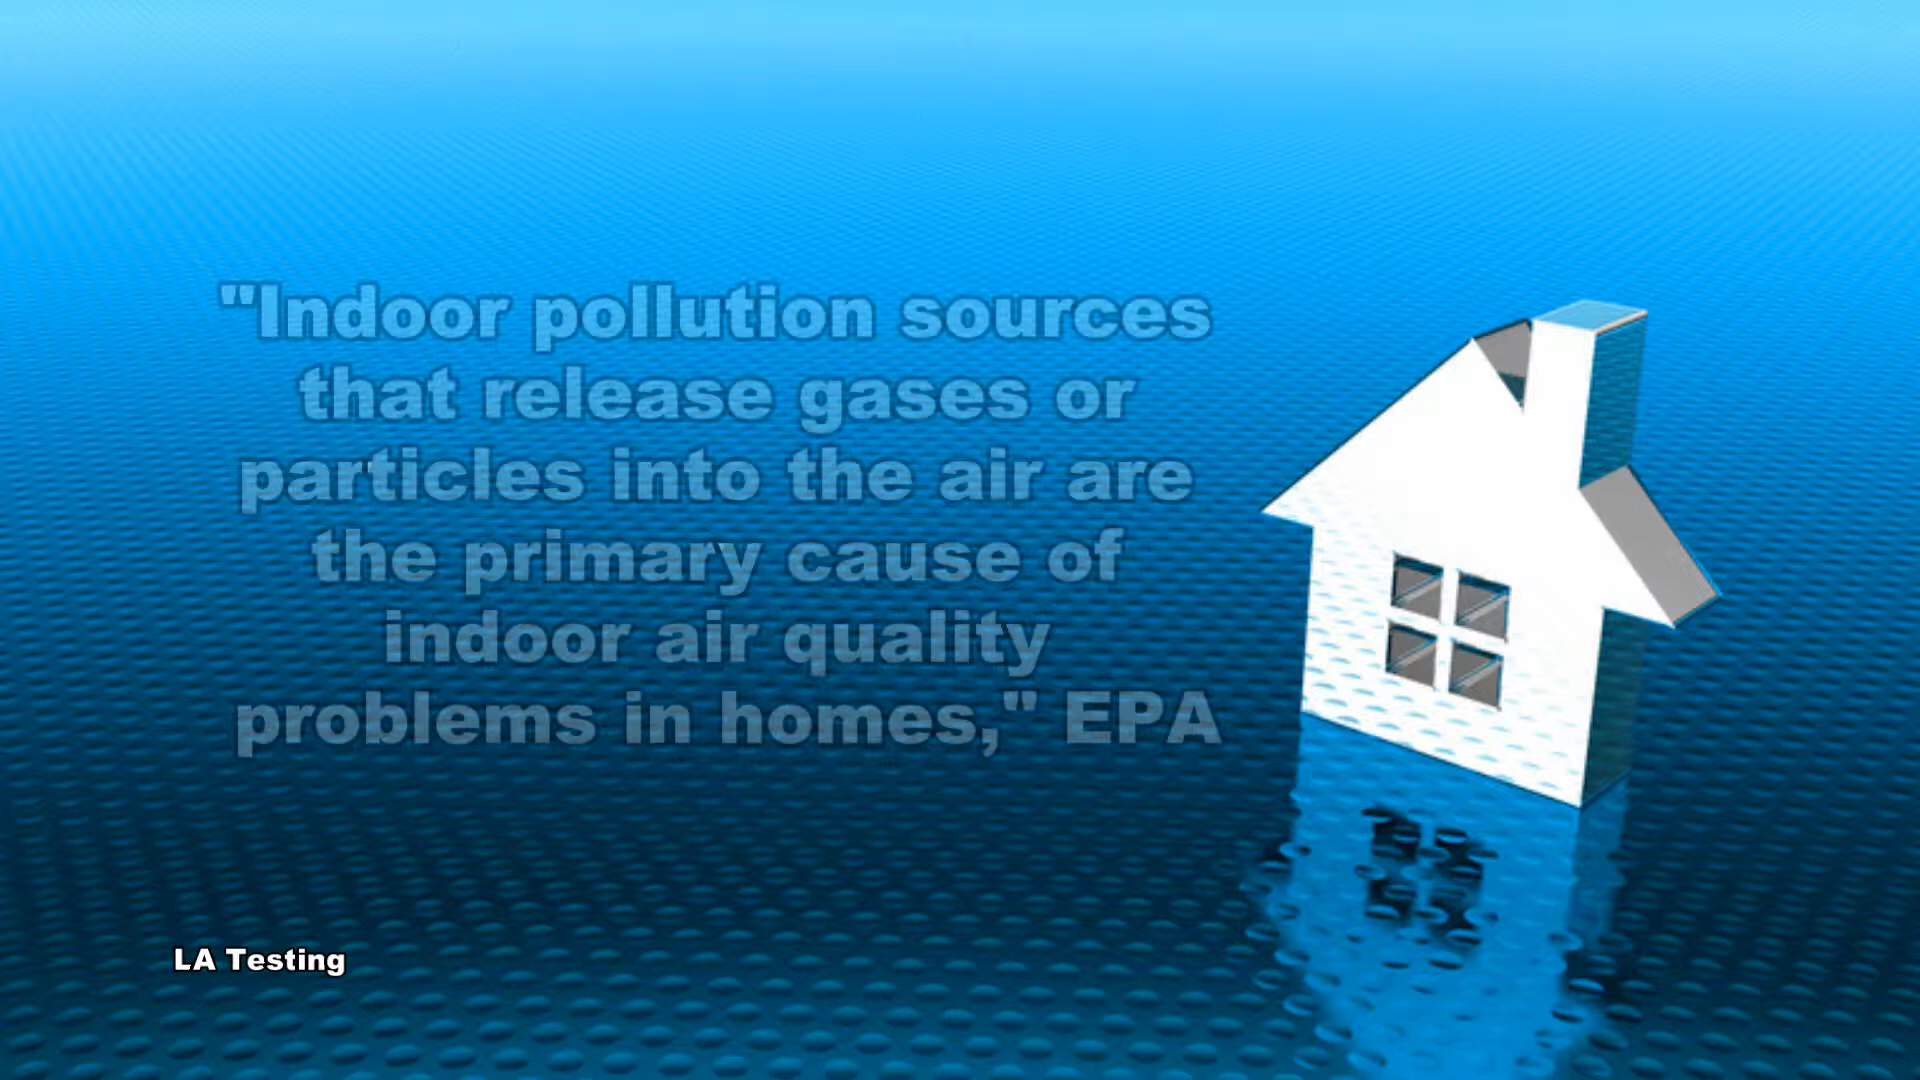 "Indoor pollution sources
that release gases or
particles into the air are
the primary cause of
indoor air quality
problems in homes," EPA
LA Testing